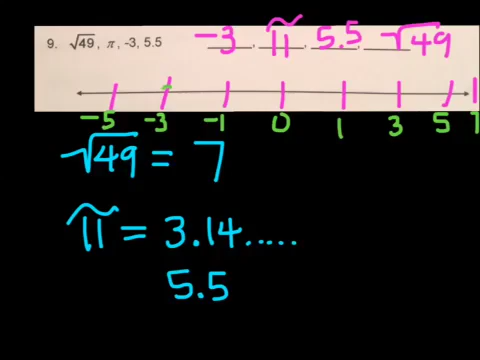 9. √49, π, -3, 5.5 -3, π, 5.5, √49
-5 -3 -1 0 1 3 5 7
√49 = 7
π = 3.14.....
5.5